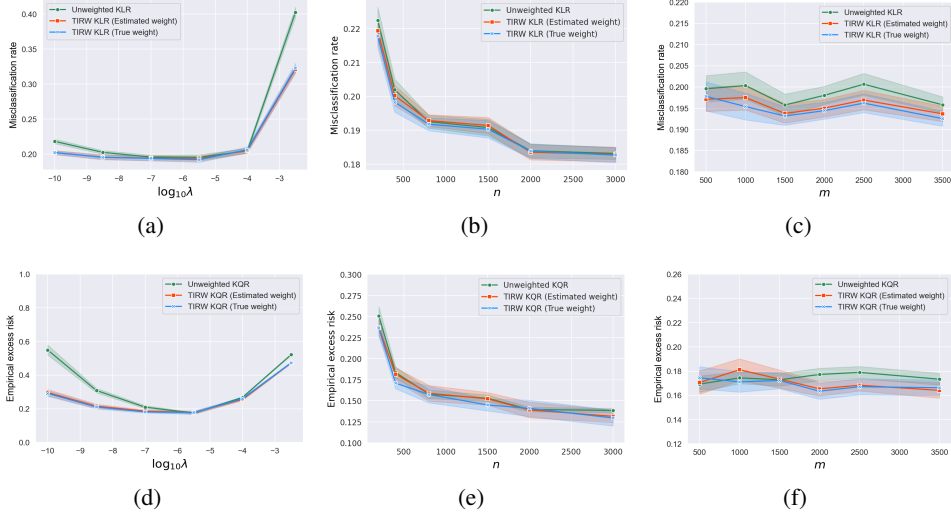 Unweighted KLR
TIRW KLR (Estimated weight)
TIRW KLR (True weight)
Misclassification rate
0.40
0.30
0.20
−10 −9 −8 −7 −6 −5 −4 −3
log₁₀λ
(a)
Unweighted KLR
TIRW KLR (Estimated weight)
TIRW KLR (True weight)
Misclassification rate
0.22
0.21
0.20
0.19
0.18
500 1000 1500 2000 2500 3000
n
(b)
Unweighted KLR
TIRW KLR (Estimated weight)
TIRW KLR (True weight)
Misclassification rate
0.220
0.215
0.210
0.205
0.200
0.195
0.190
0.185
0.180
500 1000 1500 2000 2500 3000 3500
m
(c)
Unweighted KQR
TIRW KQR (Estimated weight)
TIRW KQR (True weight)
Empirical excess risk
1.0
0.8
0.6
0.4
0.2
0.0
−10 −9 −8 −7 −6 −5 −4 −3
log₁₀λ
(d)
Unweighted KQR
TIRW KQR (Estimated weight)
TIRW KQR (True weight)
Empirical excess risk
0.300
0.275
0.250
0.225
0.200
0.175
0.150
0.125
0.100
500 1000 1500 2000 2500 3000
n
(e)
Unweighted KQR
TIRW KQR (Estimated weight)
TIRW KQR (True weight)
Empirical excess risk
0.26
0.24
0.22
0.20
0.18
0.16
0.14
0.12
500 1000 1500 2000 2500 3000 3500
m
(f)